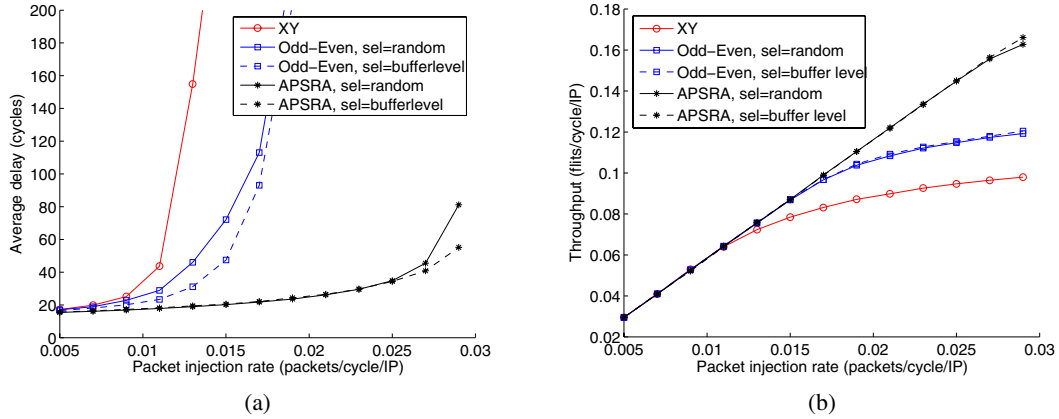 200
180
160
140
120
100
80
60
40
20
0
Average delay (cycles)
0.005
0.01
0.015
0.02
0.025
0.03
Packet injection rate (packets/cycle/IP)
XY
Odd-Even, sel=random
Odd-Even, sel=bufferlevel
APSRA, sel=random
APSRA, sel=bufferlevel
(a)
0.18
0.16
0.14
0.12
0.1
0.08
0.06
0.04
0.02
Throughput (flits/cycle/IP)
0.005
0.01
0.015
0.02
0.025
0.03
Packet injection rate (packets/cycle/IP)
XY
Odd-Even, sel=random
Odd-Even, sel=buffer level
APSRA, sel=random
APSRA, sel=buffer level
(b)